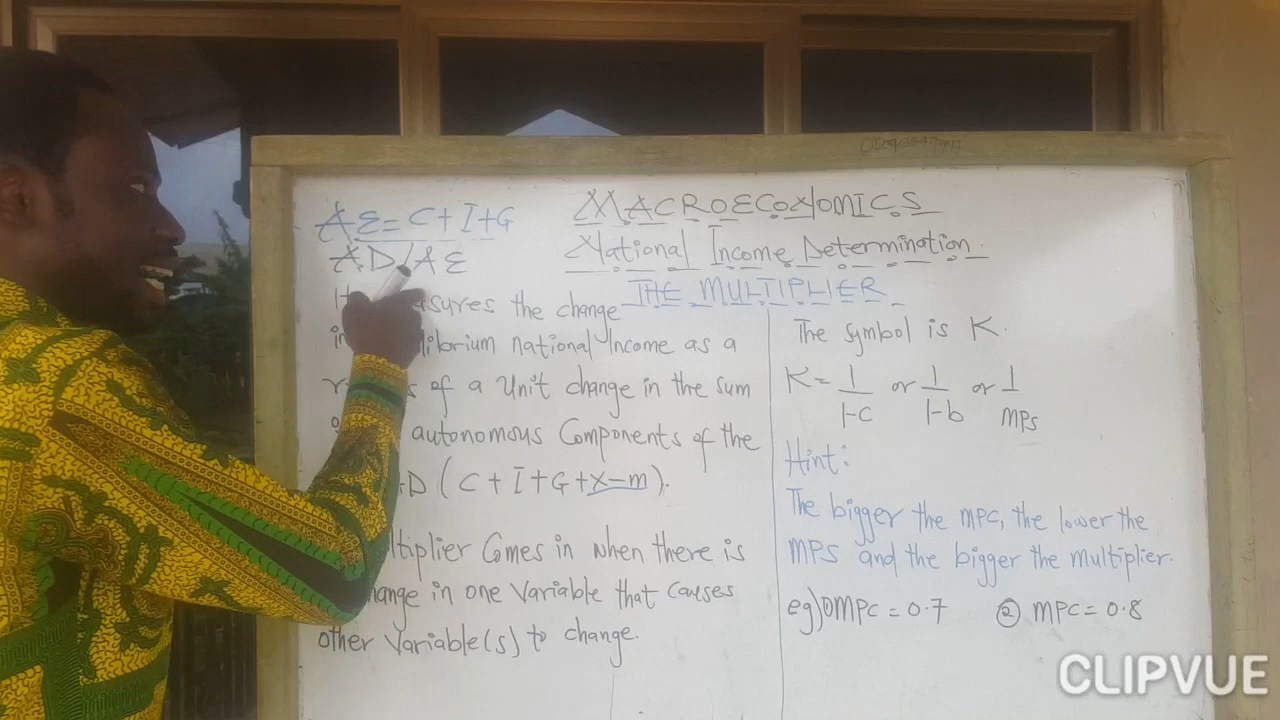 MACROECONOMICS
National Income Determination.
THE MULTIPLIER
AE = C + I + G
AD/AE
the change
national Income as a
of a Unit change in the sum
autonomous Components of the
AD (C + I + G + X - m).
Comes in when there is
in one Variable that Causes
other Variable(s) to change.
The symbol is K.
K = 1/1-C or 1/1-b or 1/MPS
Hint:
The bigger the MPC, the lower the
MPS and the bigger the multiplier.
eg) ① MPC = 0.7 ② MPC = 0.8
CLIPVUE